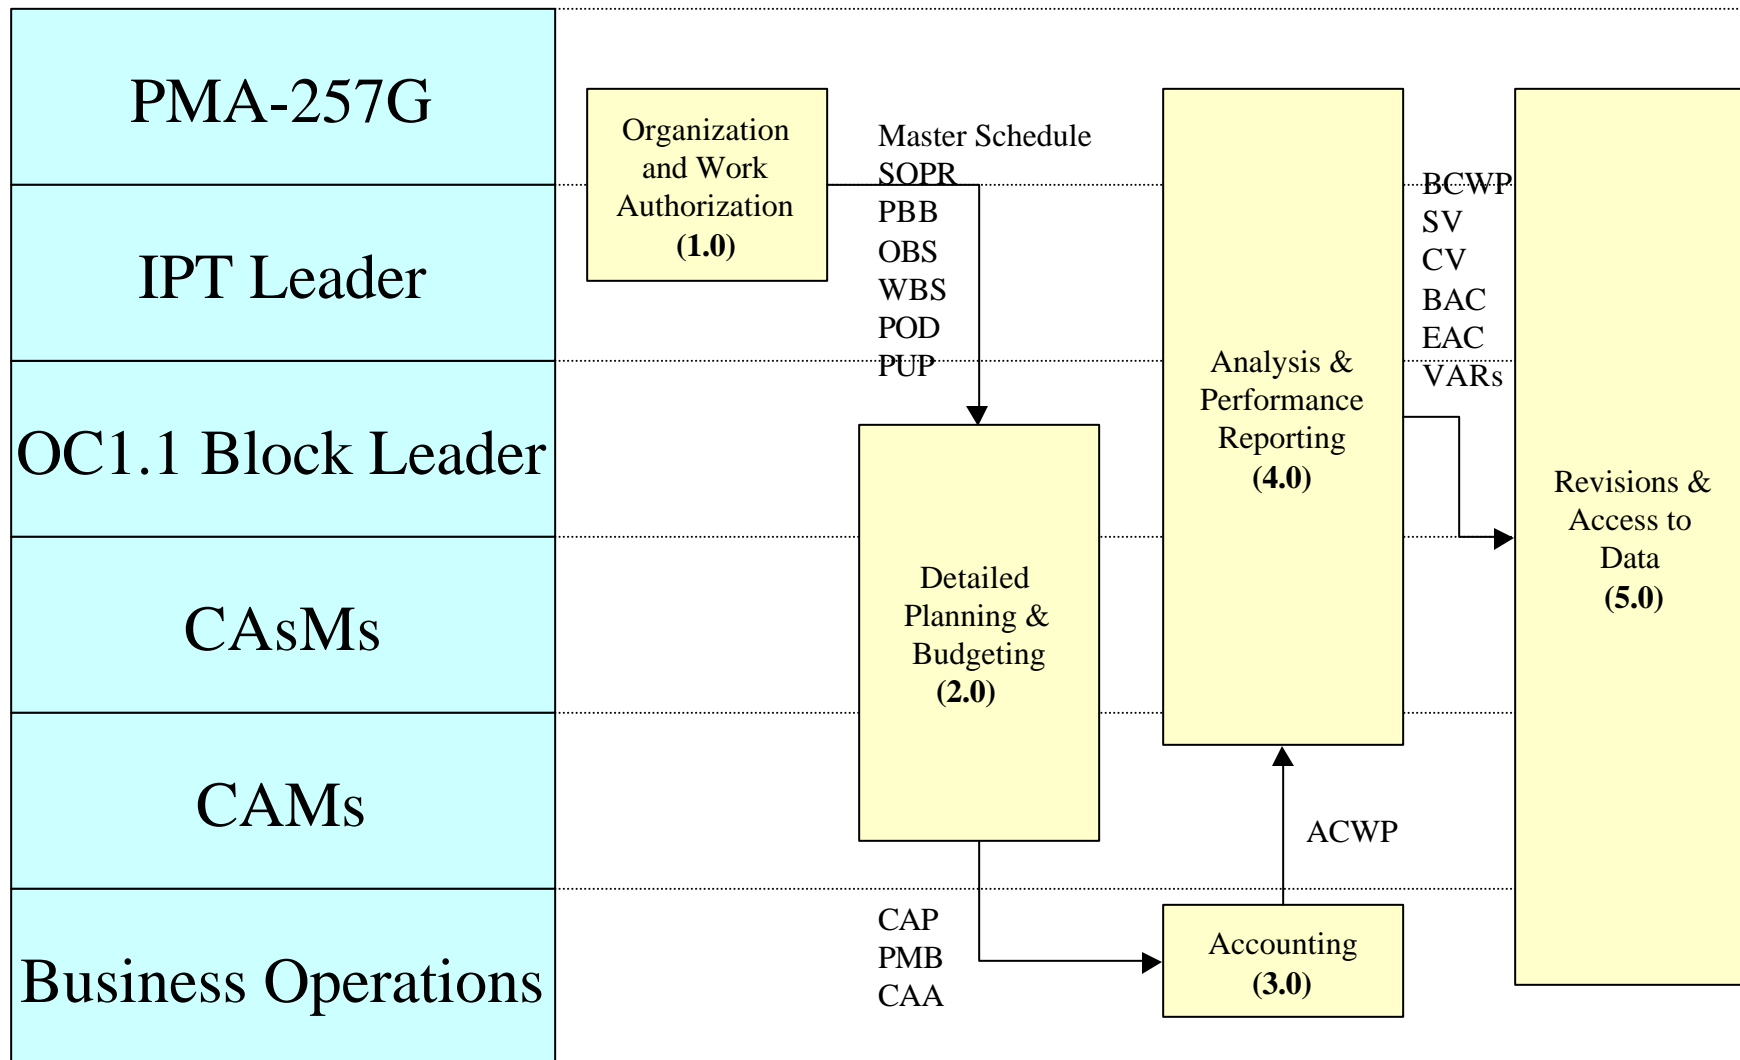 PMA-257G
IPT Leader
OC1.1 Block Leader
CAsMs
CAMs
Business Operations
Organization
and Work
Authorization
(1.0)
Master Schedule
SOPR
PBB
OBS
WBS
POD
PUP
Detailed
Planning &
Budgeting
(2.0)
CAP
PMB
CAA
Accounting
(3.0)
ACWP
Analysis &
Performance
Reporting
(4.0)
BCWP
SV
CV
BAC
EAC
VARs
Revisions &
Access to
Data
(5.0)